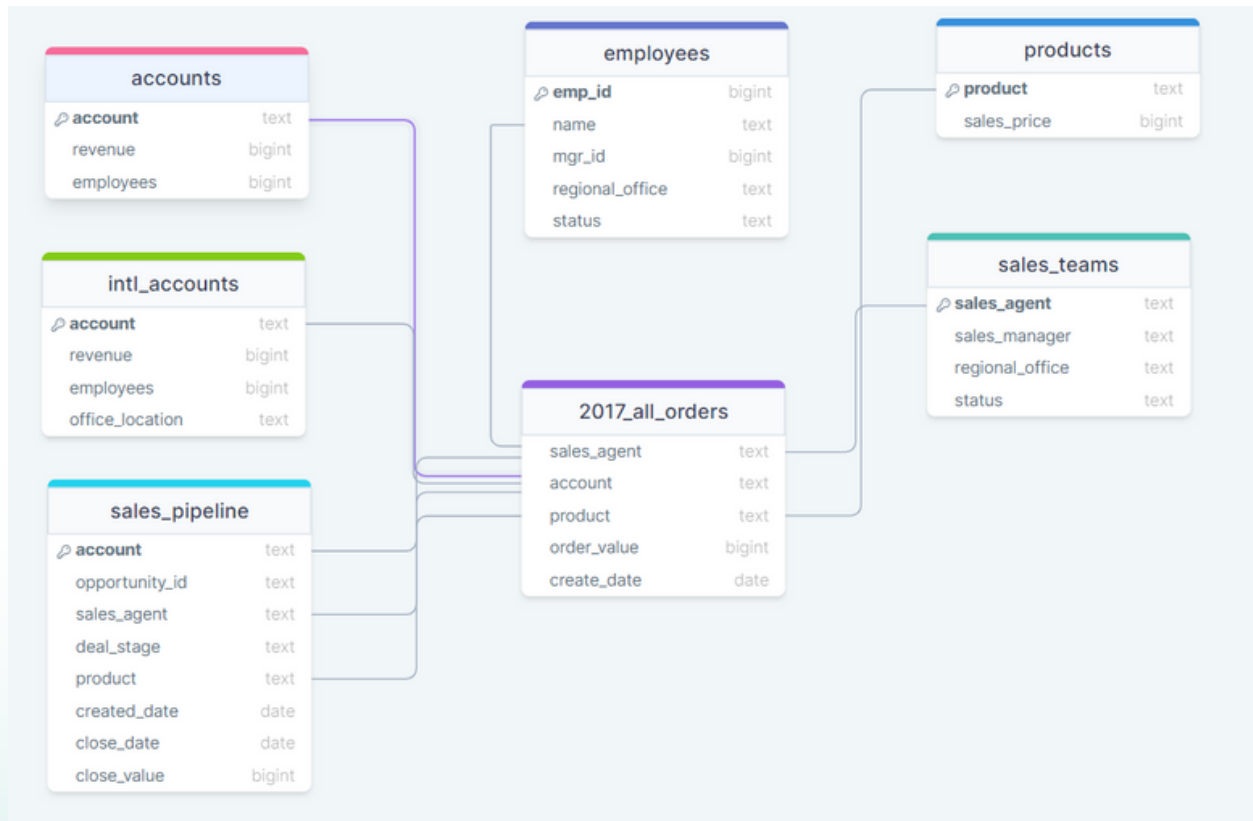 accounts
account text
revenue bigint
employees bigint
intl_accounts
account text
revenue bigint
employees bigint
office_location text
sales_pipeline
account text
opportunity_id text
sales_agent text
deal_stage text
product text
created_date date
close_date date
close_value bigint
employees
emp_id bigint
name text
mgr_id bigint
regional_office text
status text
2017_all_orders
sales_agent text
account text
product text
order_value bigint
create_date date
products
product text
sales_price bigint
sales_teams
sales_agent text
sales_manager text
regional_office text
status text